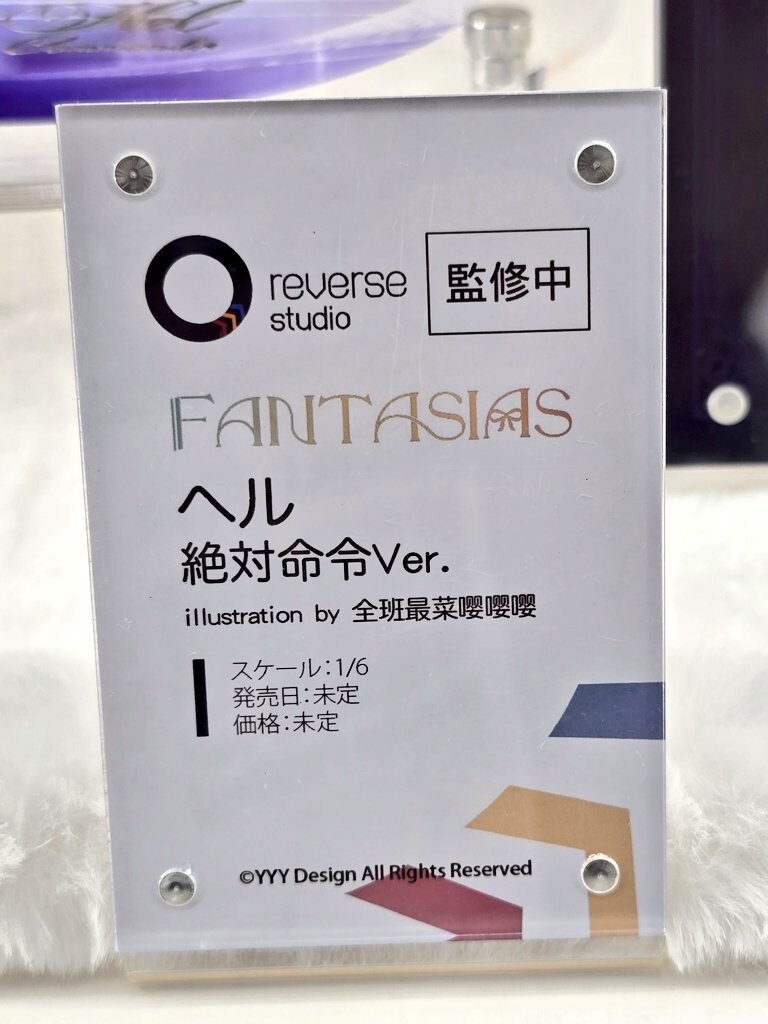 reverse
studio
監修中
FANTASIAS
ヘル
絶対命令Ver.
illustration by 全班最菜嘤嘤嘤
スケール:1/6
発売日:未定
価格:未定
©YYY Design All Rights Reserved